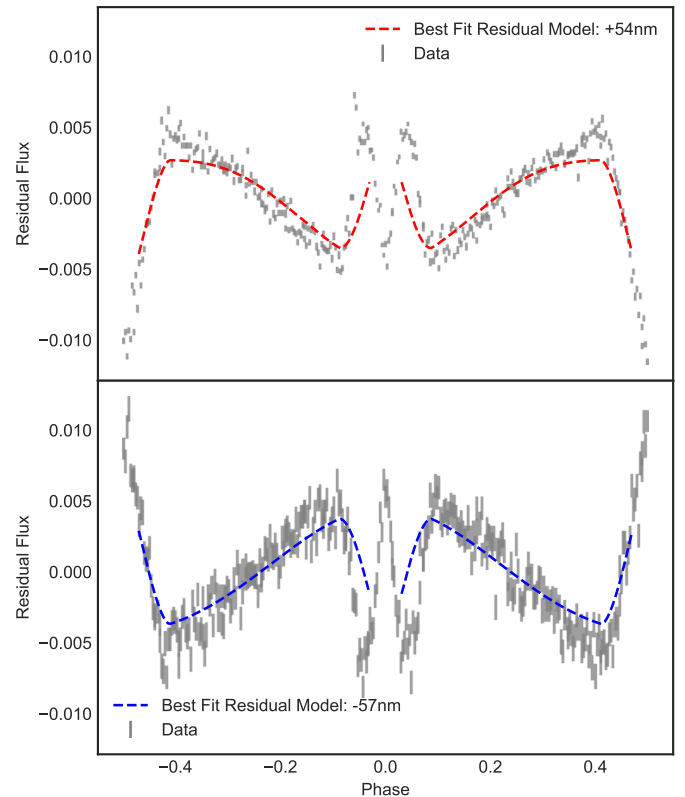 Best Fit Residual Model: +54nm
Data
0.010
0.005
0.000
−0.005
−0.010
Residual Flux
0.010
0.005
0.000
−0.005
−0.010
Residual Flux
Best Fit Residual Model: -57nm
Data
−0.4 −0.2 0.0 0.2 0.4
Phase